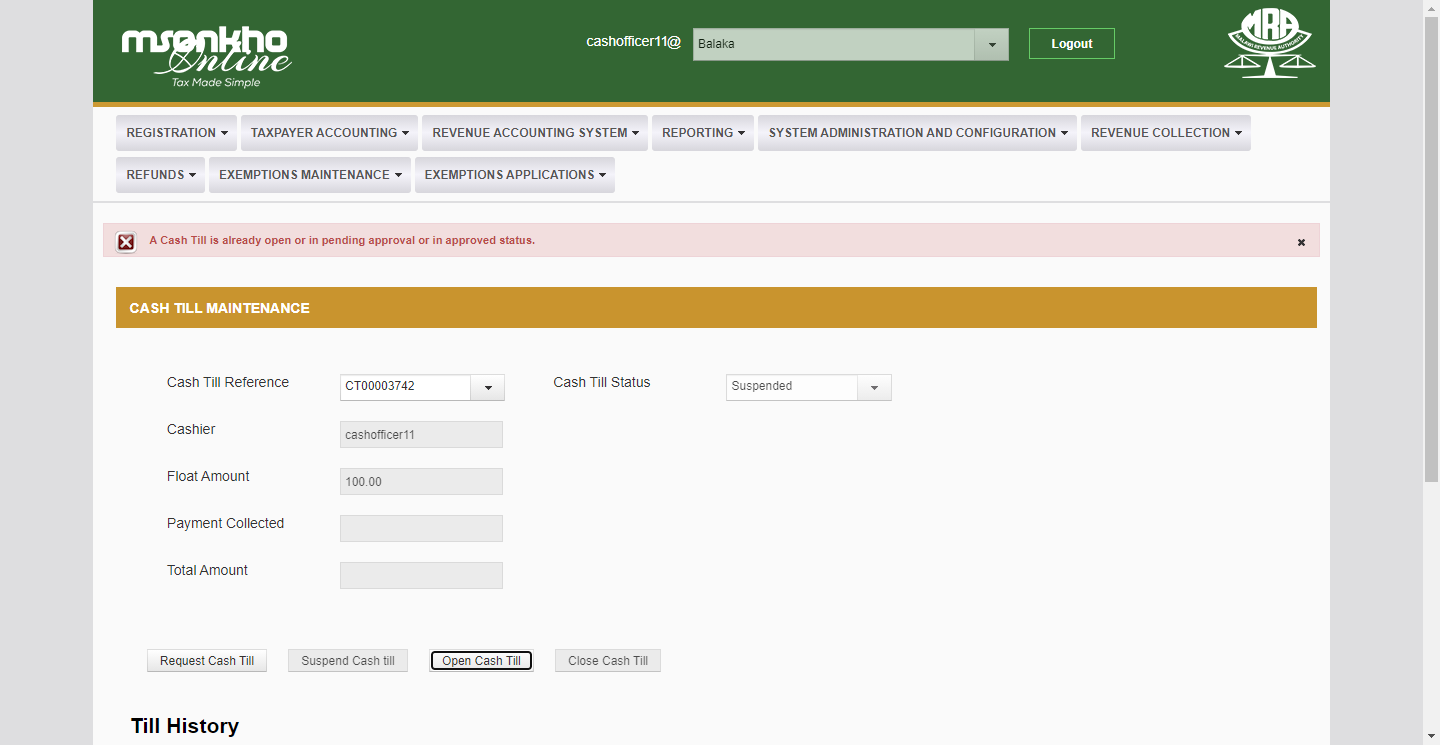 msonkho
Online
Tax Made Simple
cashofficer11@
Balaka
Logout
MRA
MALAWI REVENUE AUTHORITY
REGISTRATION
TAXPAYER ACCOUNTING
REVENUE ACCOUNTING SYSTEM
REPORTING
SYSTEM ADMINISTRATION AND CONFIGURATION
REVENUE COLLECTION
REFUNDS
EXEMPTIONS MAINTENANCE
EXEMPTIONS APPLICATIONS
A Cash Till is already open or in pending approval or in approved status.
CASH TILL MAINTENANCE
Cash Till Reference
CT00003742
Cash Till Status
Suspended
Cashier
cashofficer11
Float Amount
100.00
Payment Collected
Total Amount
Request Cash Till
Suspend Cash till
Open Cash Till
Close Cash Till
Till History